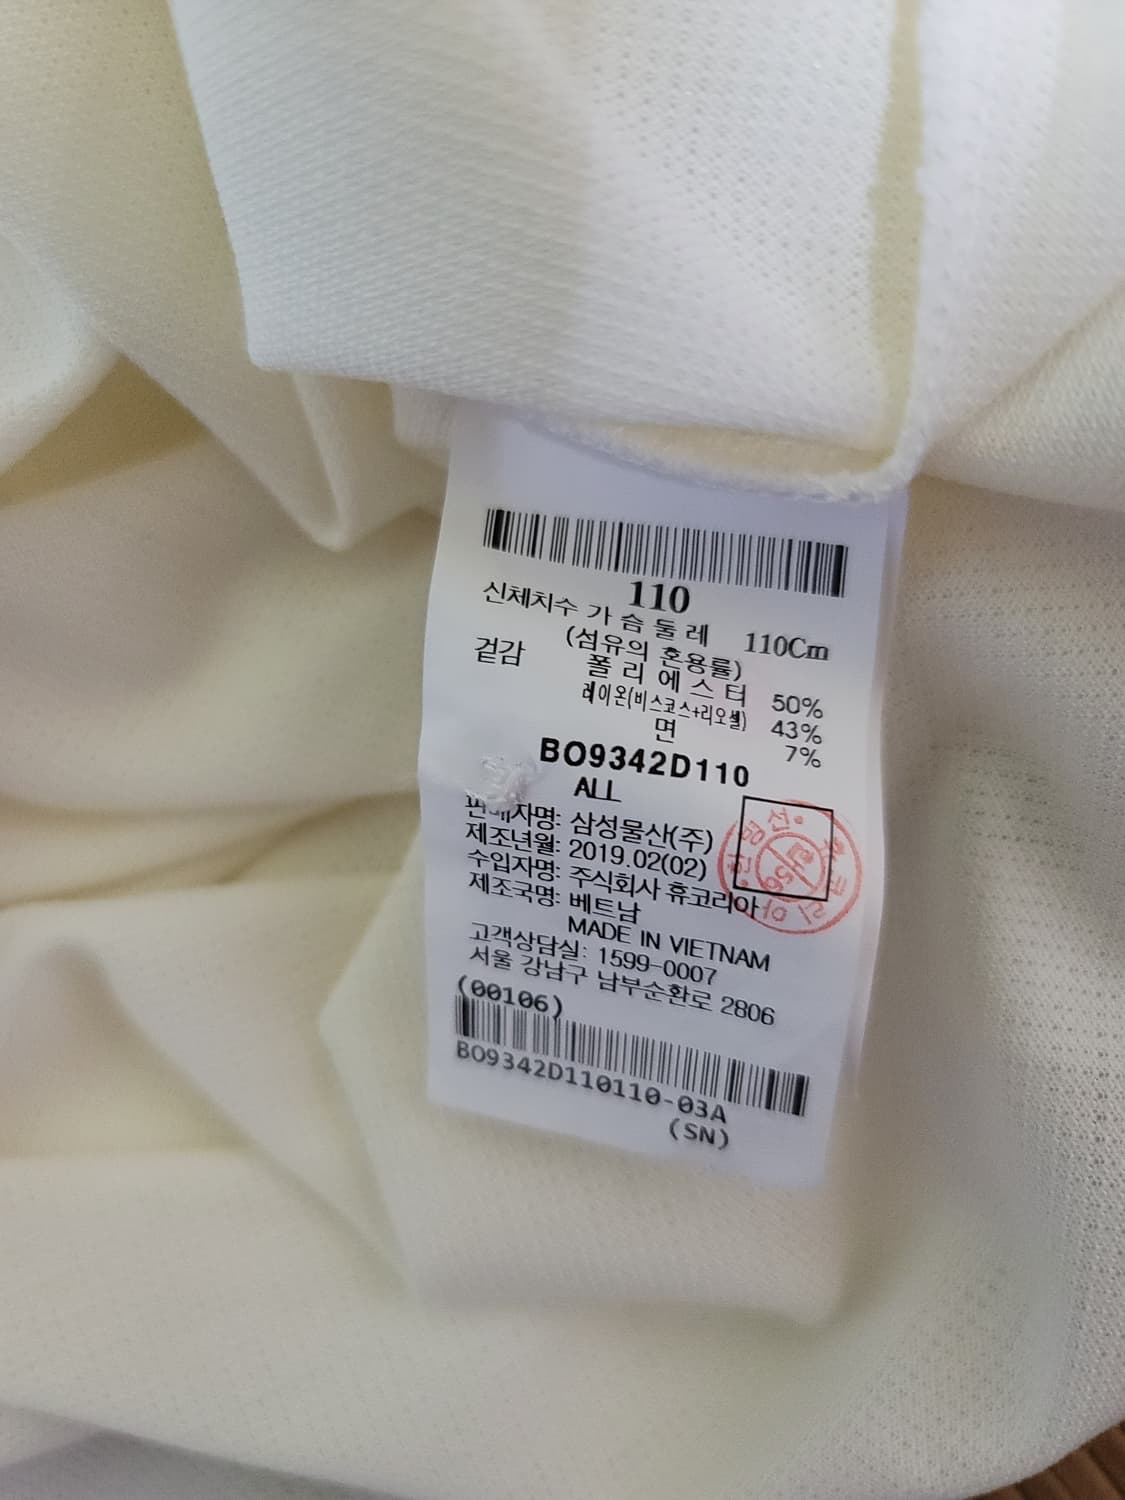 110
신체치수 가슴둘레 110Cm
(섬유의 혼용률)
겉감 폴리에스터 50%
레이온(비스코스+리오셀) 43%
면 7%
BO9342D110
ALL
판매자명: 삼성물산(주)
제조년월: 2019.02(02)
수입자명: 주식회사 휴코리아
제조국명: 베트남
MADE IN VIETNAM
고객상담실: 1599-0007
서울 강남구 남부순환로 2806
(00106)
BO9342D110110-03A
(SN)